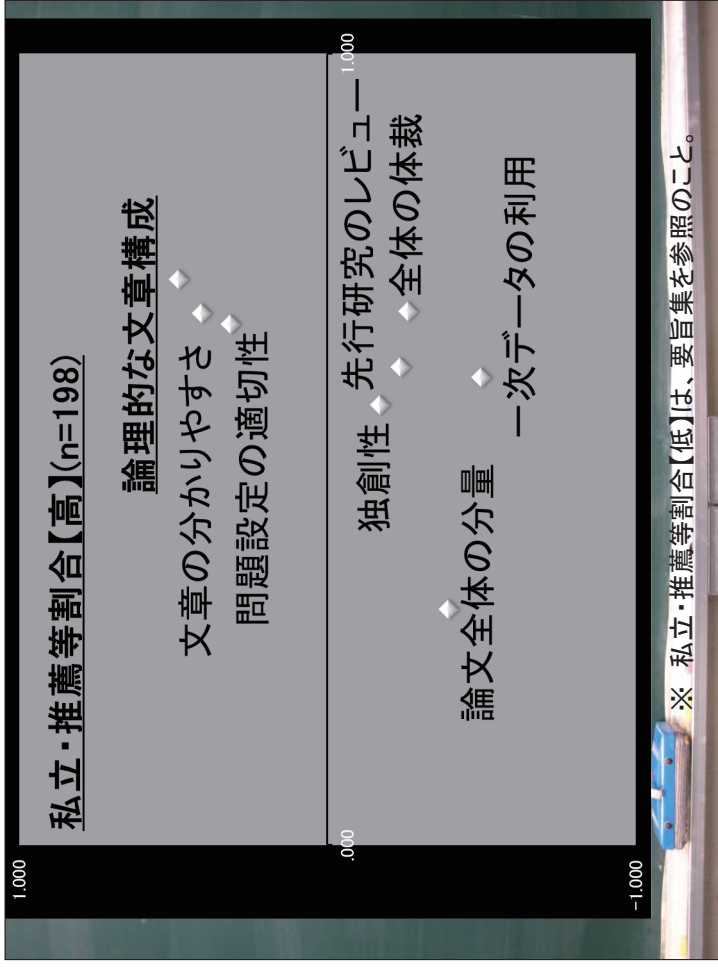 1.000
私立・推薦等割合【高】(n=198)
論理的な文章構成
文章の分かりやすさ
問題設定の適切性
.000
1.000
先行研究のレビュー
独創性
全体の体裁
論文全体の分量
一次データの利用
-1.000
※ 私立・推薦等割合【低】は、要旨集を参照のこと。